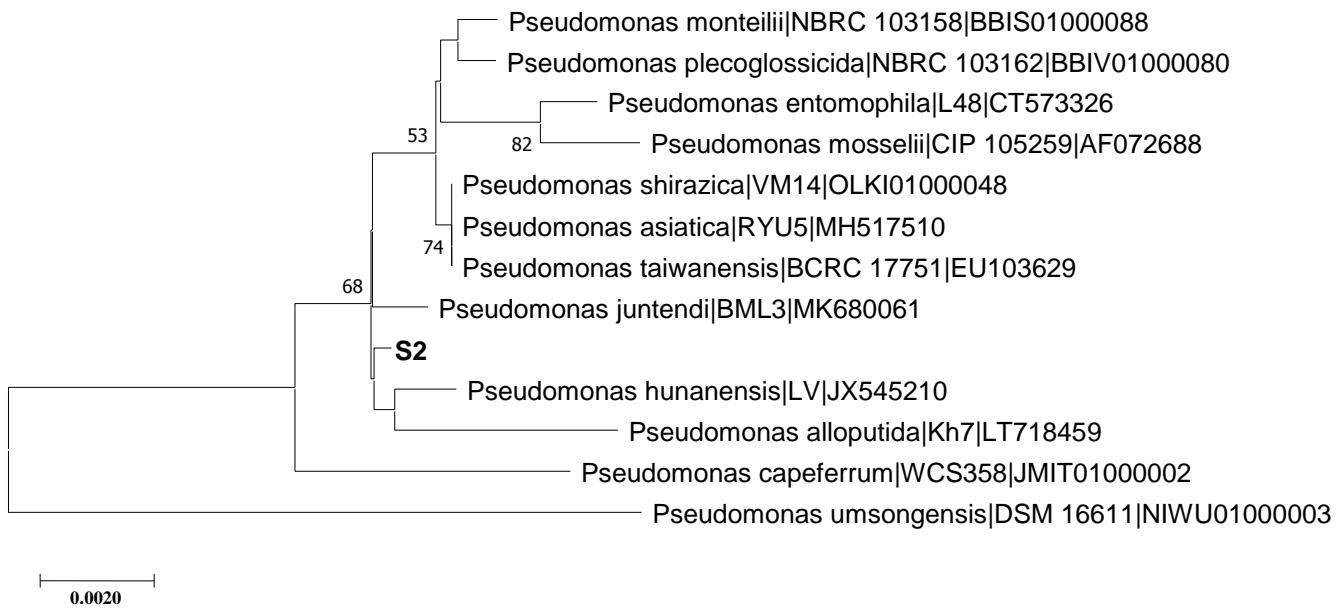 Pseudomonas monteilii|NBRC 103158|BBIS01000088
Pseudomonas plecoglossicida|NBRC 103162|BBIV01000080
Pseudomonas entomophila|L48|CT573326
53
82
Pseudomonas mosselii|CIP 105259|AF072688
Pseudomonas shirazica|VM14|OLKI01000048
Pseudomonas asiatica|RYU5|MH517510
74
Pseudomonas taiwanensis|BCRC 17751|EU103629
68
Pseudomonas juntendi|BML3|MK680061
S2
Pseudomonas hunanensis|LV|JX545210
Pseudomonas alloputida|Kh7|LT718459
Pseudomonas capeferrum|WCS358|JMIT01000002
Pseudomonas umsongensis|DSM 16611|NIWU01000003
0.0020